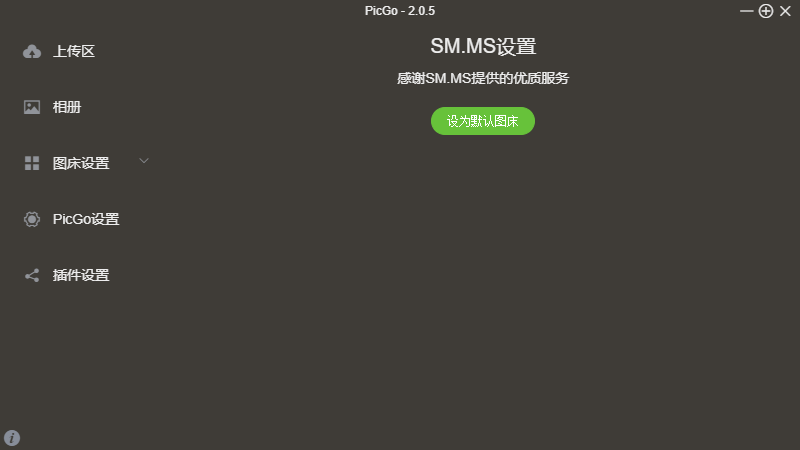 PicGo - 2.0.5
上传区
相册
图床设置
PicGo设置
插件设置
SM.MS设置
感谢SM.MS提供的优质服务
设为默认图床